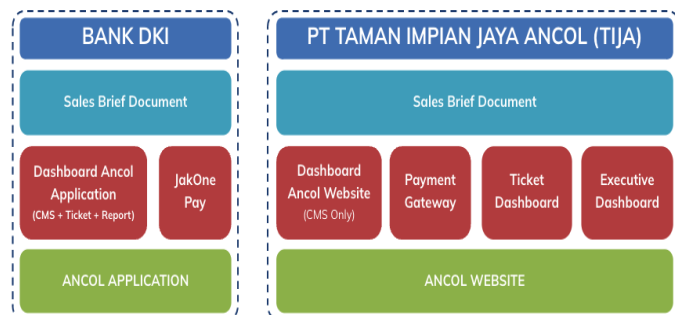 BANK DKI
Sales Brief Document
Dashboard Ancol
Application
(CMS + Ticket + Report)
JakOne
Pay
ANCOL APPLICATION
PT TAMAN IMPIAN JAYA ANCOL (TIJA)
Sales Brief Document
Dashboard
Ancol Website
(CMS Only)
Payment
Gateway
Ticket
Dashboard
Executive
Dashboard
ANCOL WEBSITE